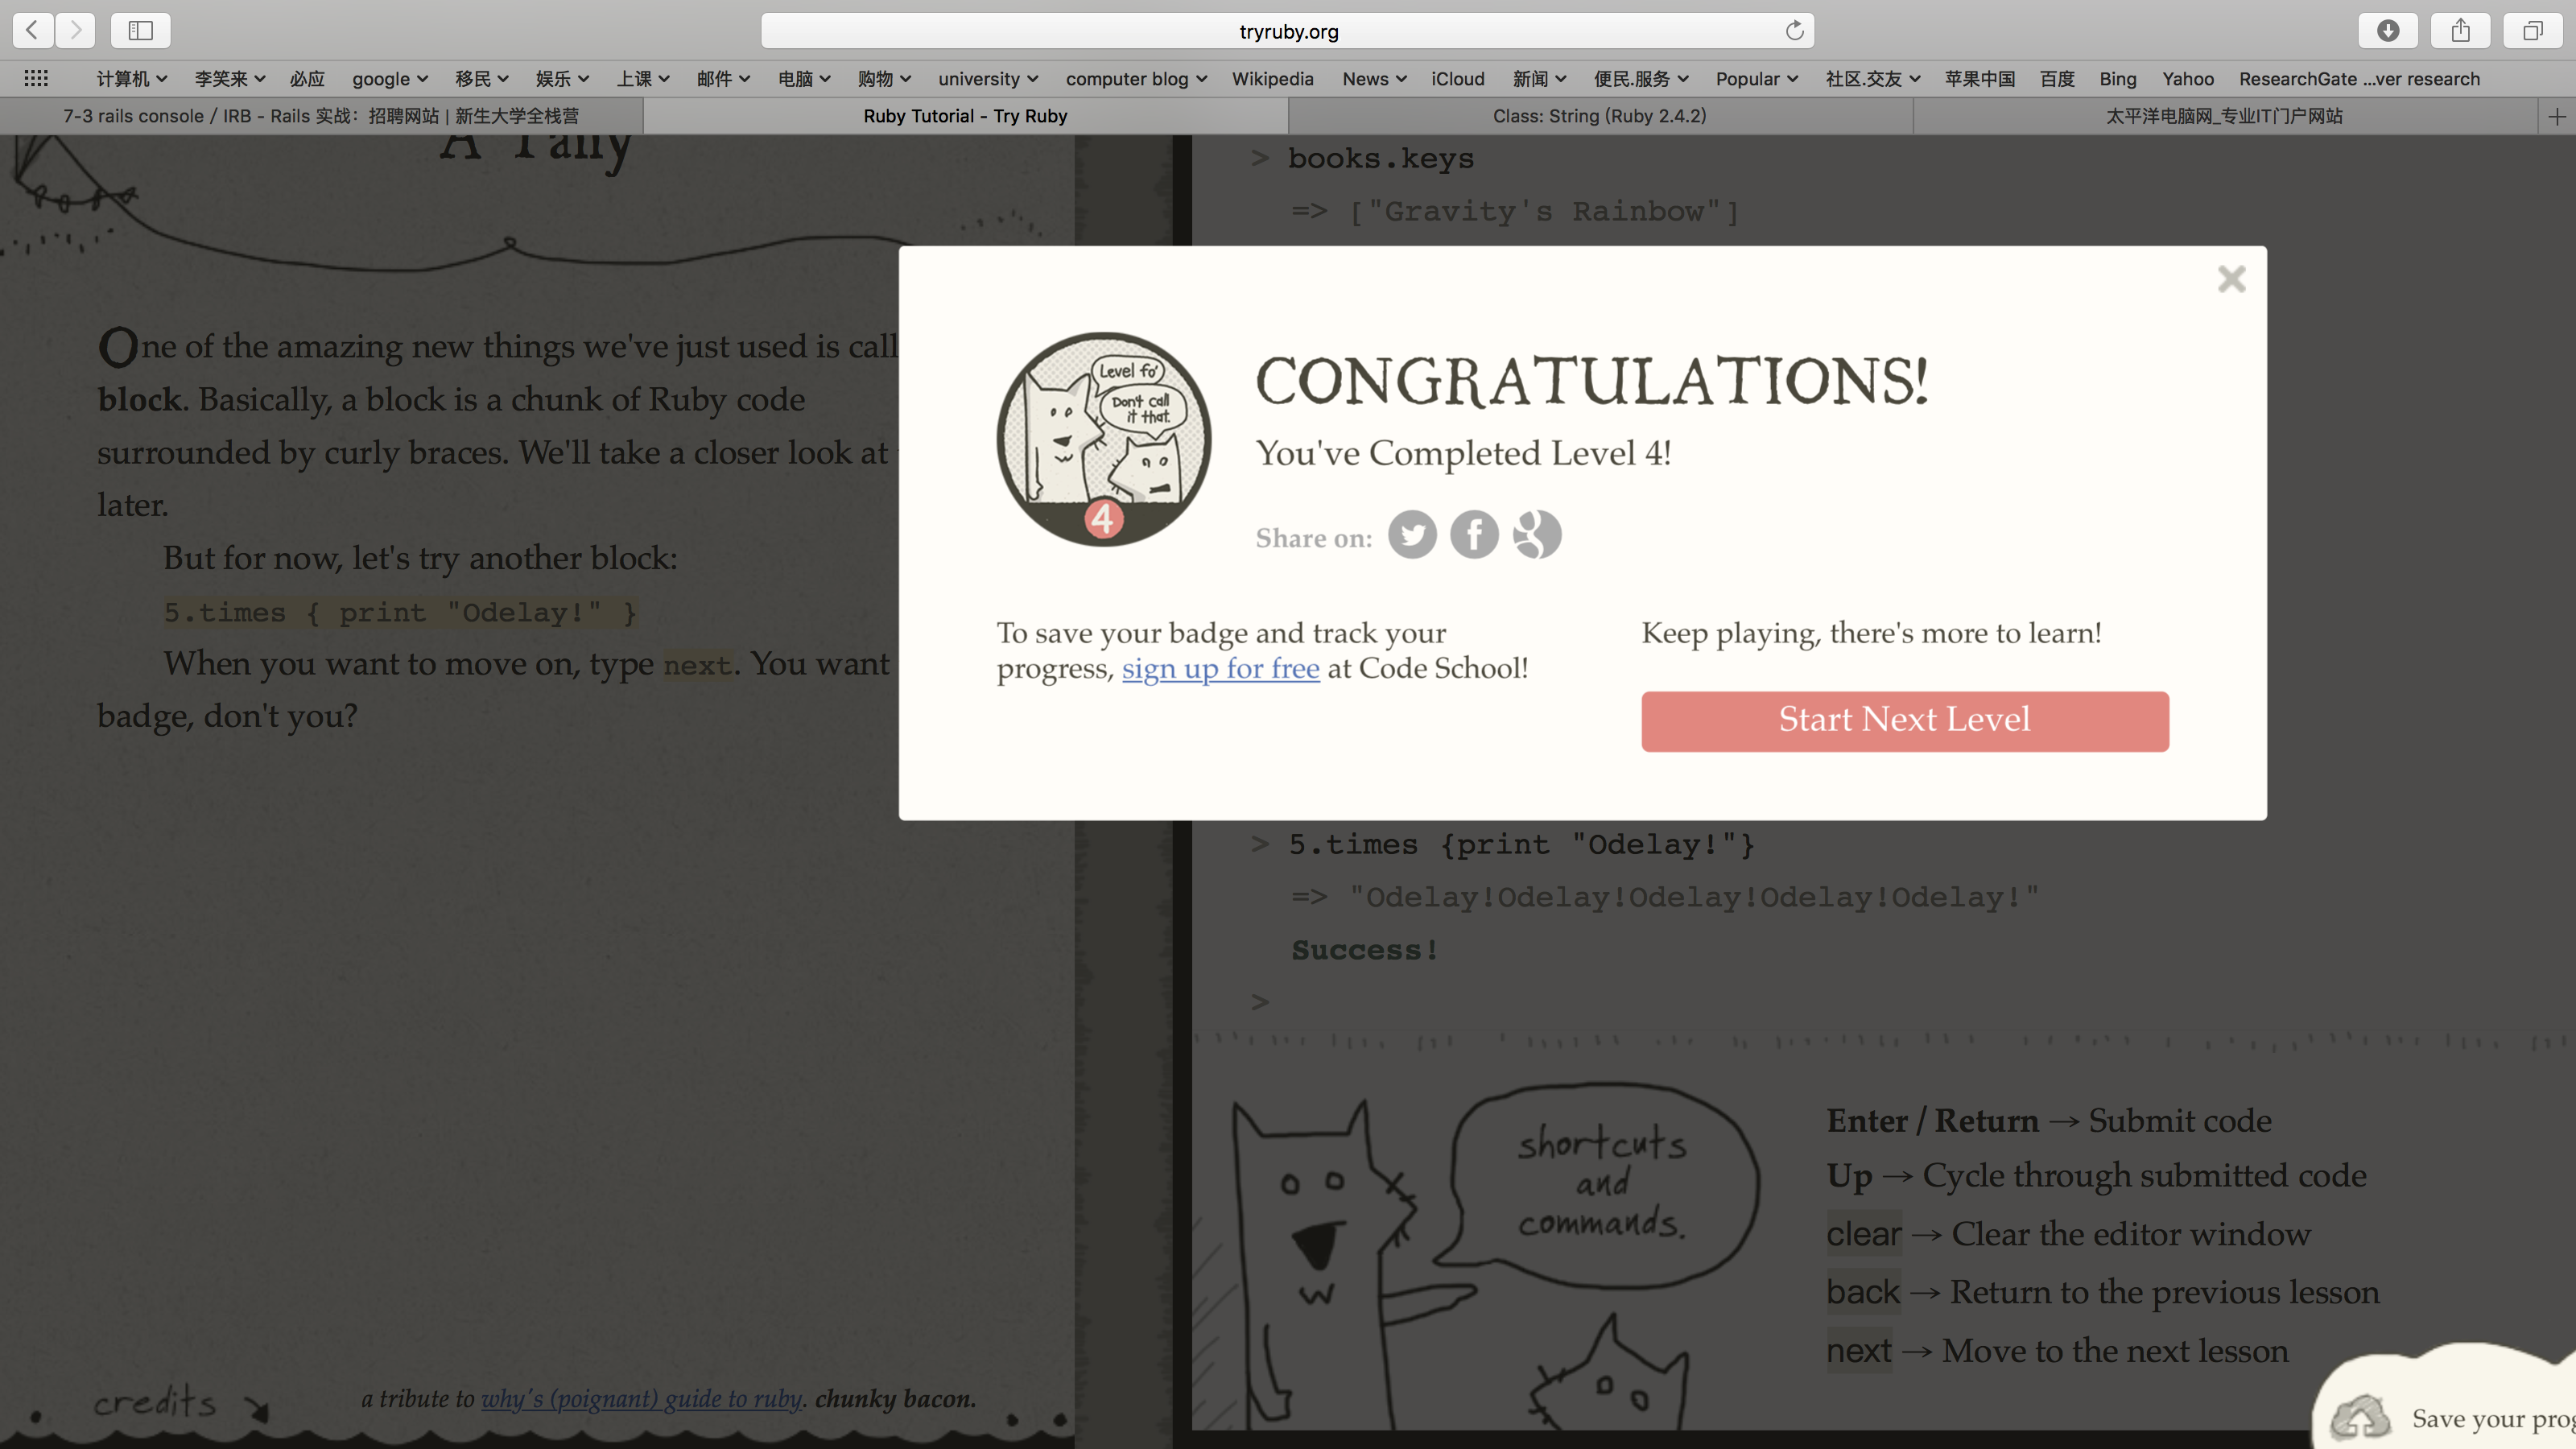 tryruby.org
计算机 李笑来 必应 google 移民 娱乐 上课 邮件 电脑 购物 university computer blog Wikipedia News iCloud 新闻 便民.服务 Popular 社区.交友 苹果中国 百度 Bing Yahoo ResearchGate ...ver research
7-3 rails console / IRB - Rails 实战：招聘网站 | 新生大学全栈营
Ruby Tutorial - Try Ruby
Class: String (Ruby 2.4.2)
太平洋电脑网_专业IT门户网站
A Tally
One of the amazing new things we've just used is call
block. Basically, a block is a chunk of Ruby code
surrounded by curly braces. We'll take a closer look at
later.
But for now, let's try another block:
5.times { print "Odelay!" }
When you want to move on, type next. You want
badge, don't you?
credits
a tribute to why's (poignant) guide to ruby. chunky bacon.
> books.keys
=> ["Gravity's Rainbow"]
Level fo'
Don't call
it that.
4
CONGRATULATIONS!
You've Completed Level 4!
Share on:
To save your badge and track your
progress, sign up for free at Code School!
Keep playing, there's more to learn!
Start Next Level
> 5.times {print "Odelay!"}
=> "Odelay!Odelay!Odelay!Odelay!Odelay!"
Success!
>
shortcuts
and
commands.
Enter / Return → Submit code
Up → Cycle through submitted code
clear → Clear the editor window
back → Return to the previous lesson
next → Move to the next lesson
Save your prog